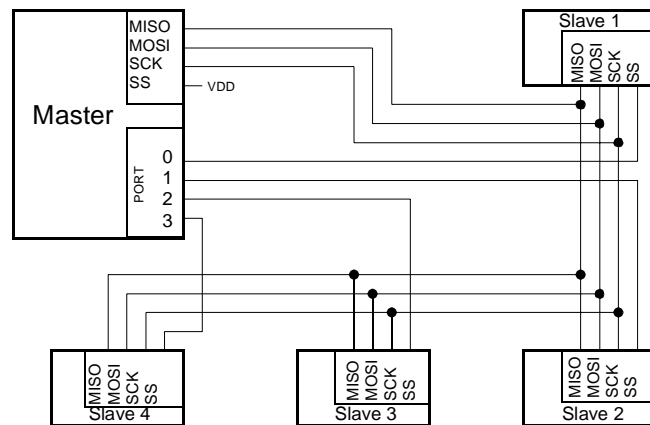 MISO
MOSI
SCK
SS
VDD
Master
PORT
0
1
2
3
Slave 1
MISO
MOSI
SCK
SS
MISO
MOSI
SCK
SS
Slave 4
MISO
MOSI
SCK
SS
Slave 3
MISO
MOSI
SCK
SS
Slave 2